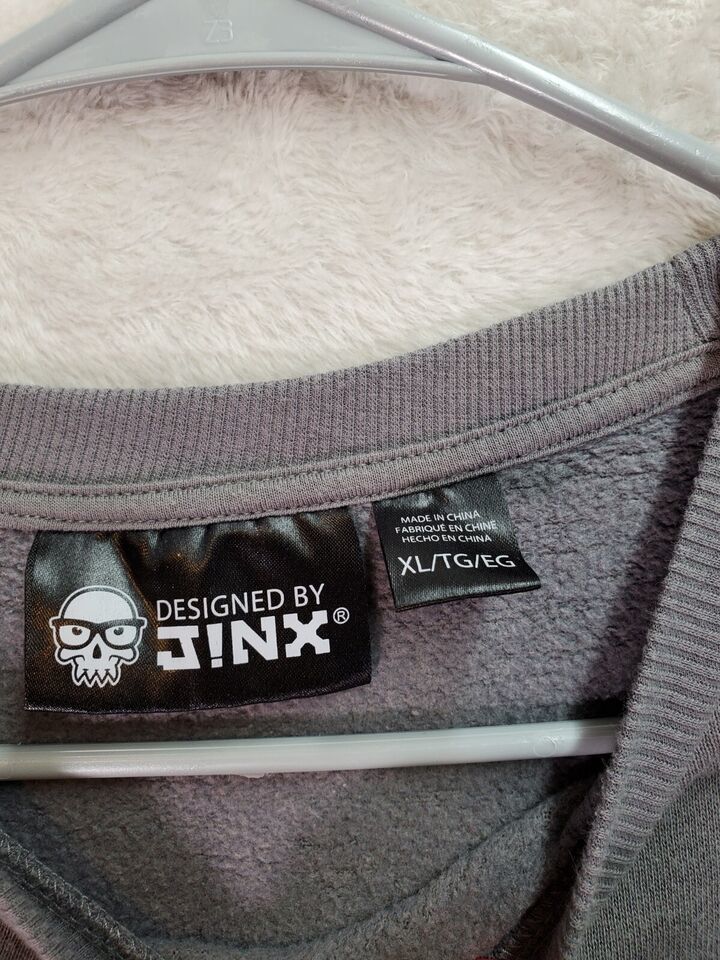 DESIGNED BY
J!NX®
MADE IN CHINA
FABRIQUÉ EN CHINE
HECHO EN CHINA
XL/TG/EG